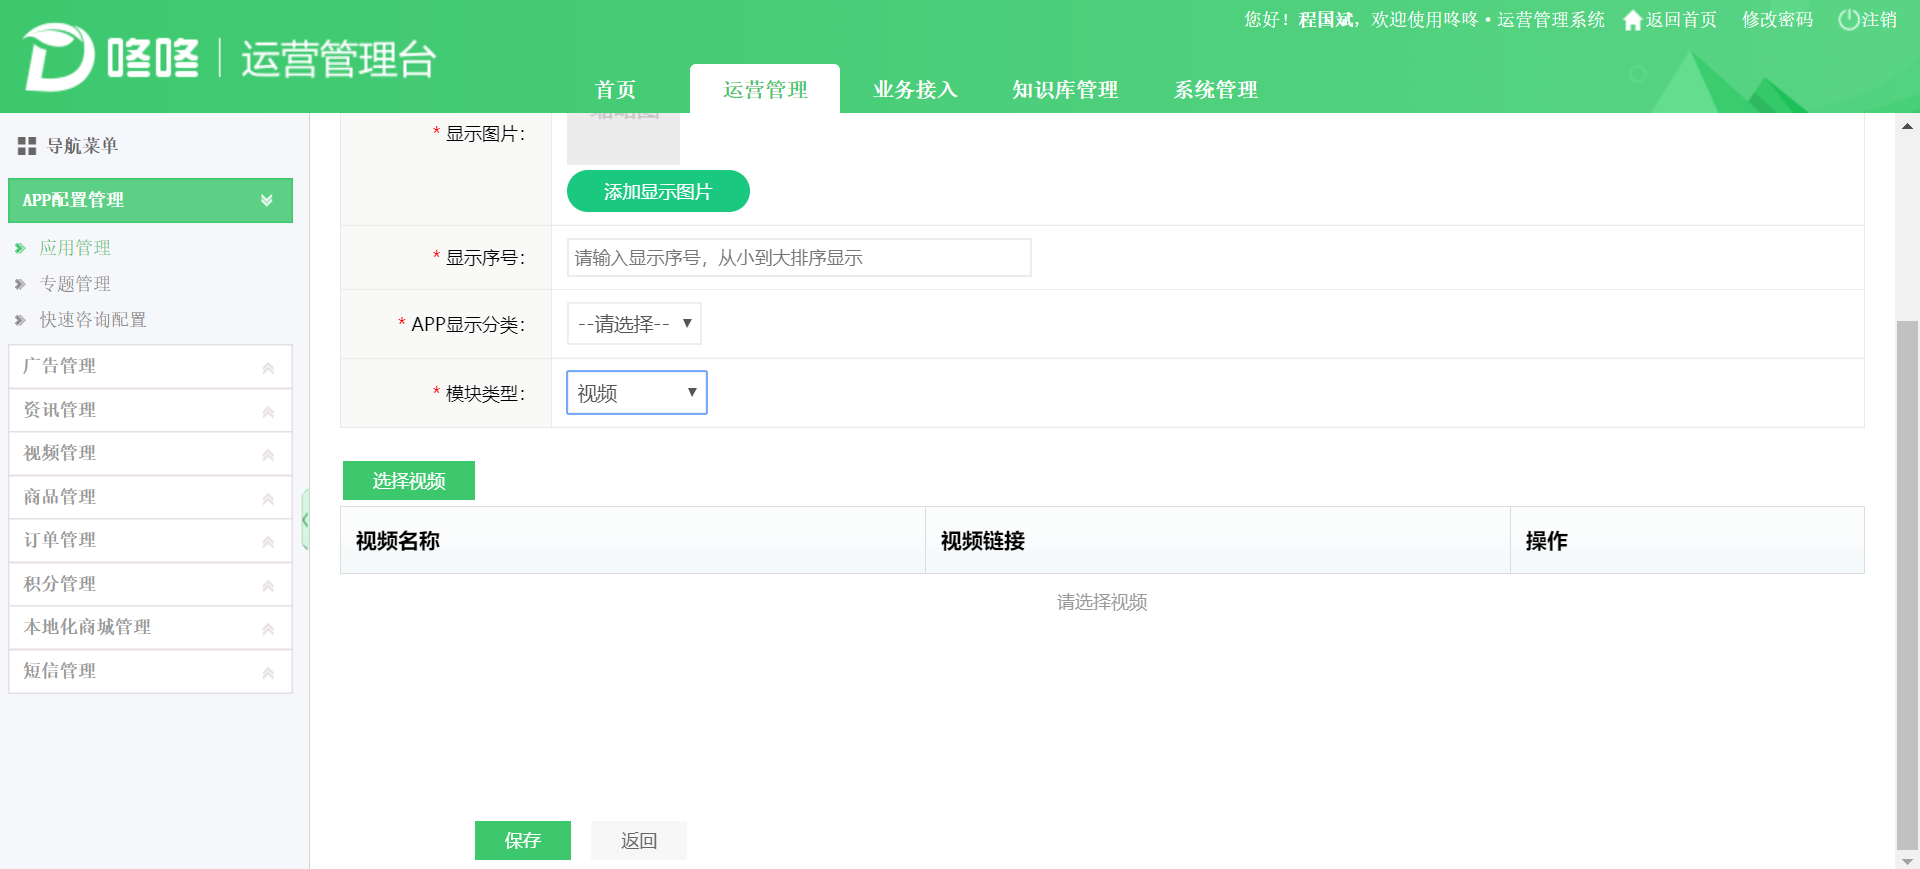 您好！程国斌，欢迎使用咚咚•运营管理系统 返回首页 修改密码 注销
咚咚 运营管理台
首页 运营管理 业务接入 知识库管理 系统管理
导航菜单
APP配置管理
应用管理
专题管理
快速咨询配置
广告管理
资讯管理
视频管理
商品管理
订单管理
积分管理
本地化商城管理
短信管理
缩略图
* 显示图片：
添加显示图片
* 显示序号： 请输入显示序号，从小到大排序显示
* APP显示分类： --请选择--
* 模块类型： 视频
选择视频
视频名称 视频链接 操作
请选择视频
保存 返回